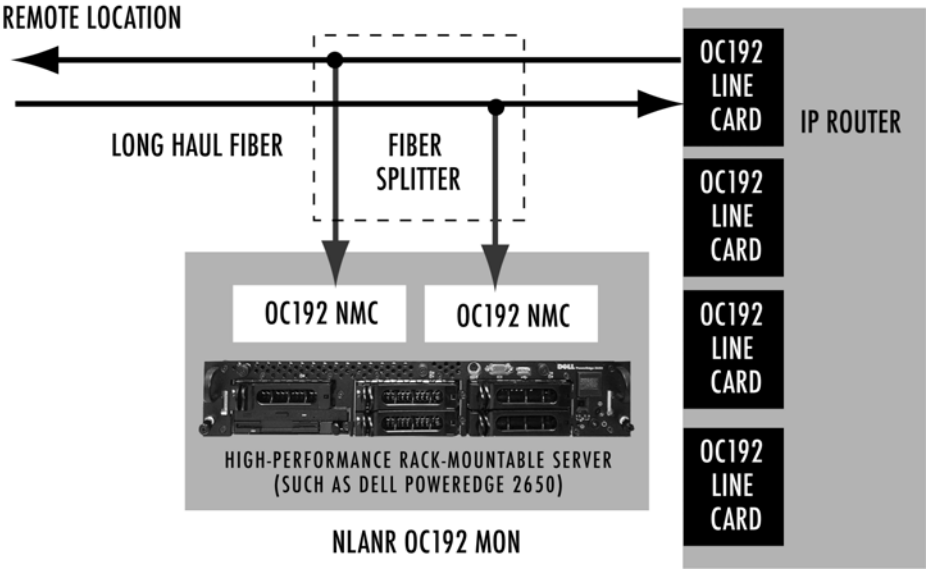 REMOTE LOCATION
OC192
LINE
CARD
IP ROUTER
LONG HAUL FIBER
FIBER
SPLITTER
OC192
LINE
CARD
OC192 NMC
OC192 NMC
OC192
LINE
CARD
DELL
HIGH-PERFORMANCE RACK-MOUNTABLE SERVER
(SUCH AS DELL POWEREDGE 2650)
OC192
LINE
CARD
NLANR OC192 MON